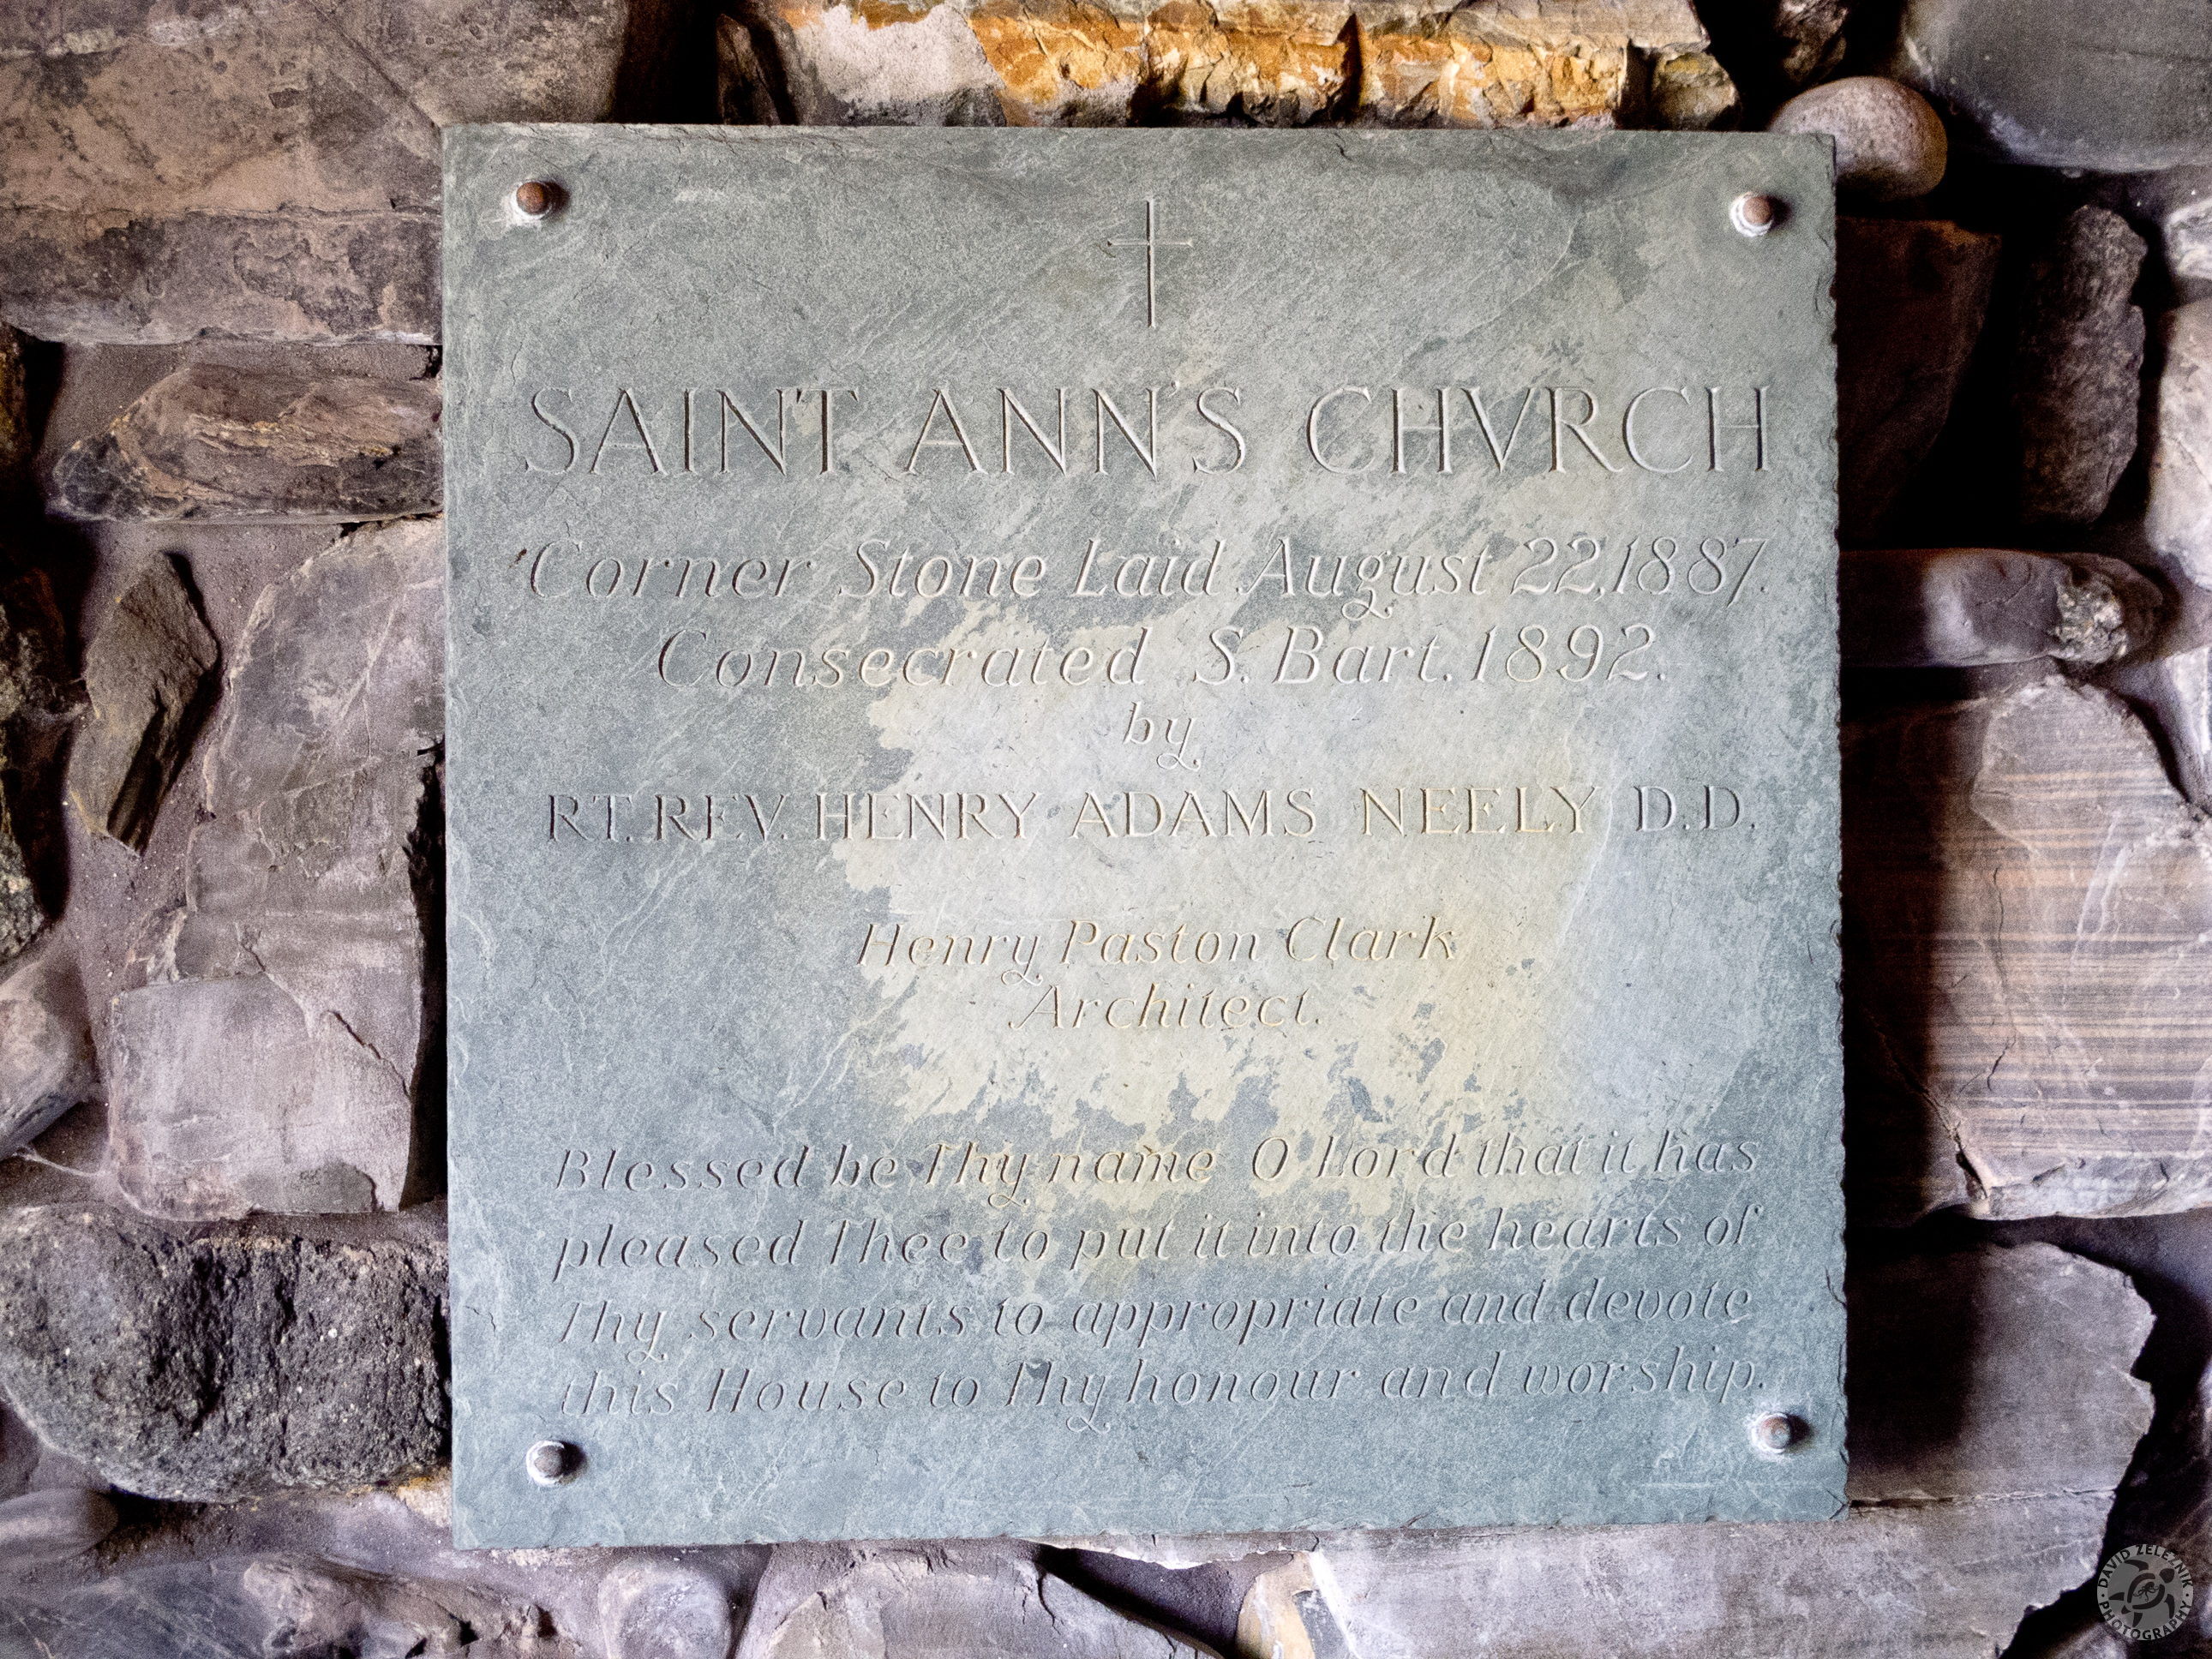 SAINT ANN'S CHVRCH
Corner Stone Laid August 22,1887.
Consecrated S. Bart. 1892.
by
RT. REV. HENRY ADAMS NEELY D.D.
Henry Paston Clark
Architect.
Blessed be Thy name O Lord that it has
pleased Thee to put it into the hearts of
Thy servants to appropriate and devote
this House to Thy honour and worship.
DAVID ZELEZNIK
PHOTOGRAPHY